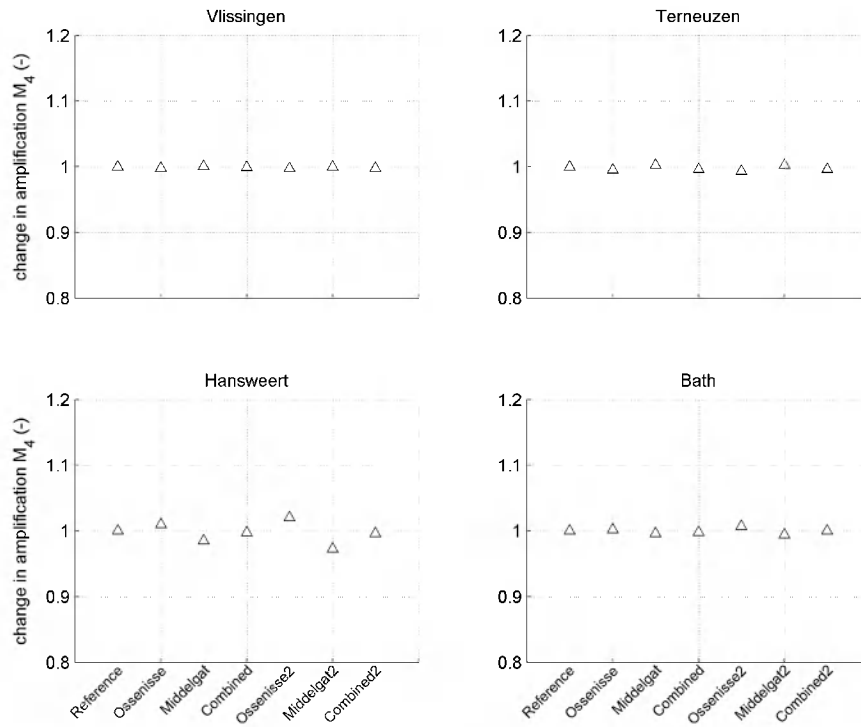 Vlissingen
1.2
1.1
1
0.9
0.8
change in amplification M4 (-)
Terneuzen
1.2
1.1
1
0.9
0.8
Hansweert
1.2
1.1
1
0.9
0.8
change in amplification M4 (-)
Reference
Ossenisse
Middelgat
Combined
Ossenisse2
Middelgat2
Combined2
Bath
1.2
1.1
1
0.9
0.8
Reference
Ossenisse
Middelgat
Combined
Ossenisse2
Middelgat2
Combined2